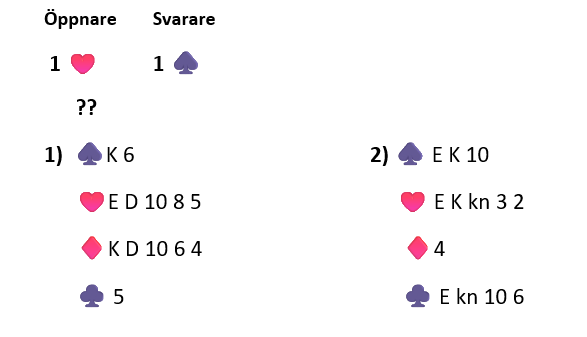 Öppnare Svarare
1 ♥ 1 ♠
??
1) ♠ K 6
♥ E D 10 8 5
♦ K D 10 6 4
♣ 5
2) ♠ E K 10
♥ E K kn 3 2
♦ 4
♣ E kn 10 6